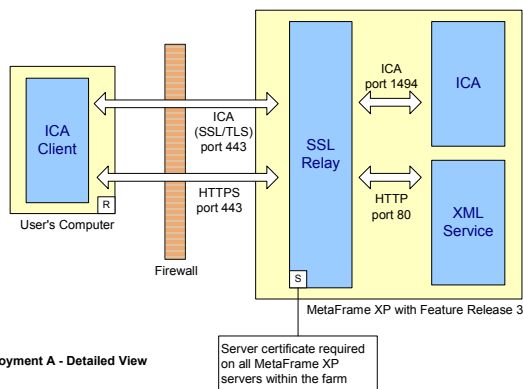 ICA
Client
R
User's Computer
Firewall
ICA
(SSL/TLS)
port 443
HTTPS
port 443
SSL
Relay
S
ICA
port 1494
HTTP
port 80
ICA
XML
Service
MetaFrame XP with Feature Release 3
Server certificate required
on all MetaFrame XP
servers within the farm
oyment A - Detailed View